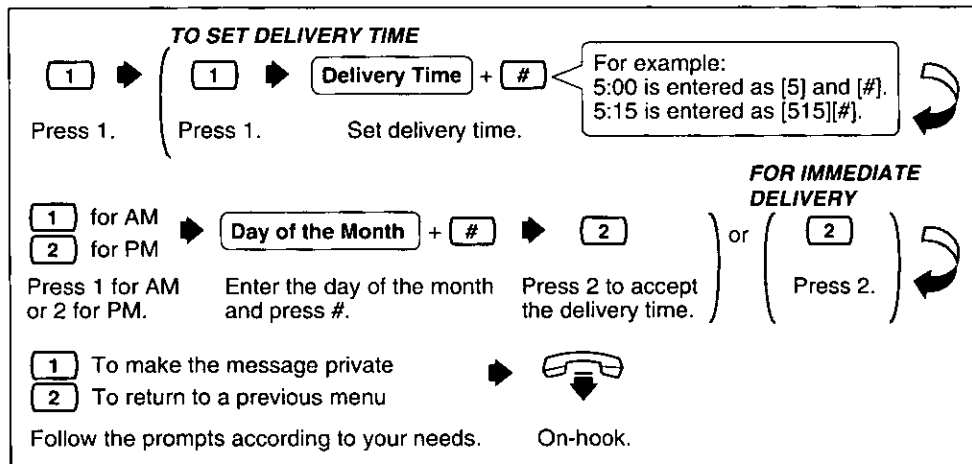 TO SET DELIVERY TIME
1 1 Delivery Time + #
For example:
5:00 is entered as [5] and [#].
5:15 is entered as [515][#].
Press 1. Press 1. Set delivery time.
FOR IMMEDIATE
DELIVERY
1 for AM
2 for PM
Day of the Month + # 2 or 2
Press 1 for AM
or 2 for PM.
Enter the day of the month
and press #.
Press 2 to accept
the delivery time.
Press 2.
1 To make the message private
2 To return to a previous menu
Follow the prompts according to your needs. On-hook.